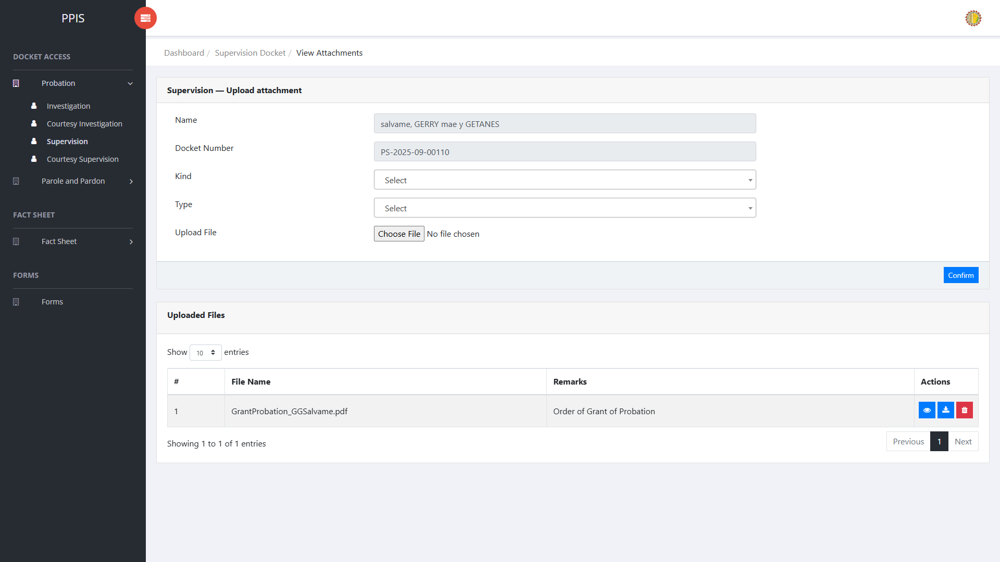 PPIS
DOCKET ACCESS
Probation
Investigation
Courtesy Investigation
Supervision
Courtesy Supervision
Parole and Pardon
FACT SHEET
Fact Sheet
FORMS
Forms
Dashboard / Supervision Docket / View Attachments
Supervision — Upload attachment
Name
salvame, GERRY mae y GETANES
Docket Number
PS-2025-09-00110
Kind
Select
Type
Select
Upload File
Choose File No file chosen
Confirm
Uploaded Files
Show 10 entries
# File Name Remarks Actions
1 GrantProbation_GGSalvame.pdf Order of Grant of Probation
Showing 1 to 1 of 1 entries
Previous 1 Next